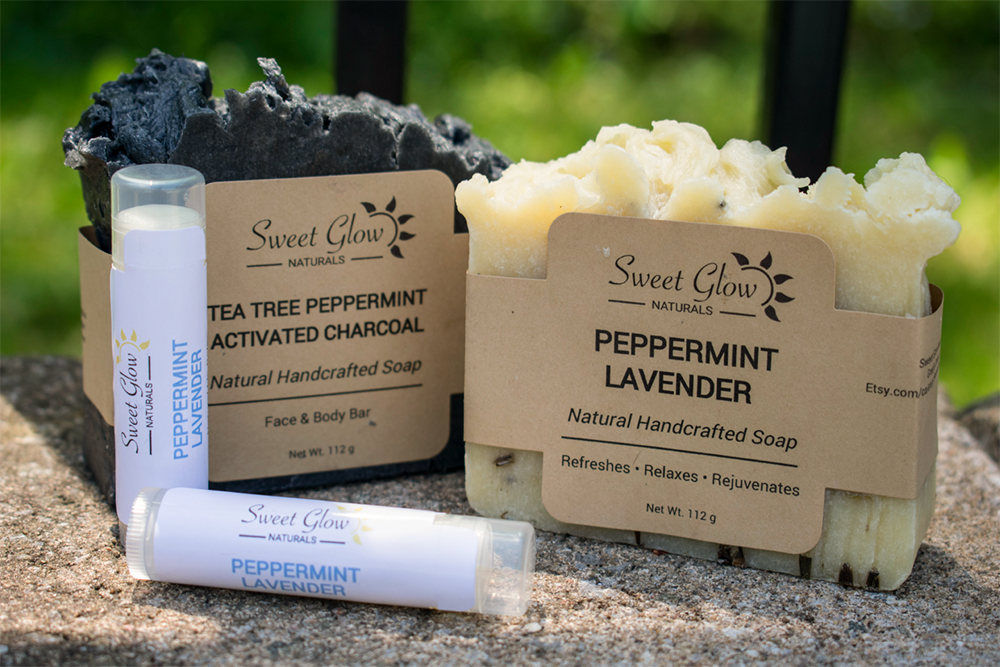 Sweet Glow
NATURALS
TEA TREE PEPPERMINT
ACTIVATED CHARCOAL
Natural Handcrafted Soap
Face & Body Bar
Net Wt. 112 g
Sweet Glow
NATURALS
PEPPERMINT
LAVENDER
Natural Handcrafted Soap
Refreshes • Relaxes • Rejuvenates
Net Wt. 112 g
Etsy.com/
Sweet Glow
NATURALS
PEPPERMINT
LAVENDER
Sweet Glow
NATURALS
PEPPERMINT
LAVENDER